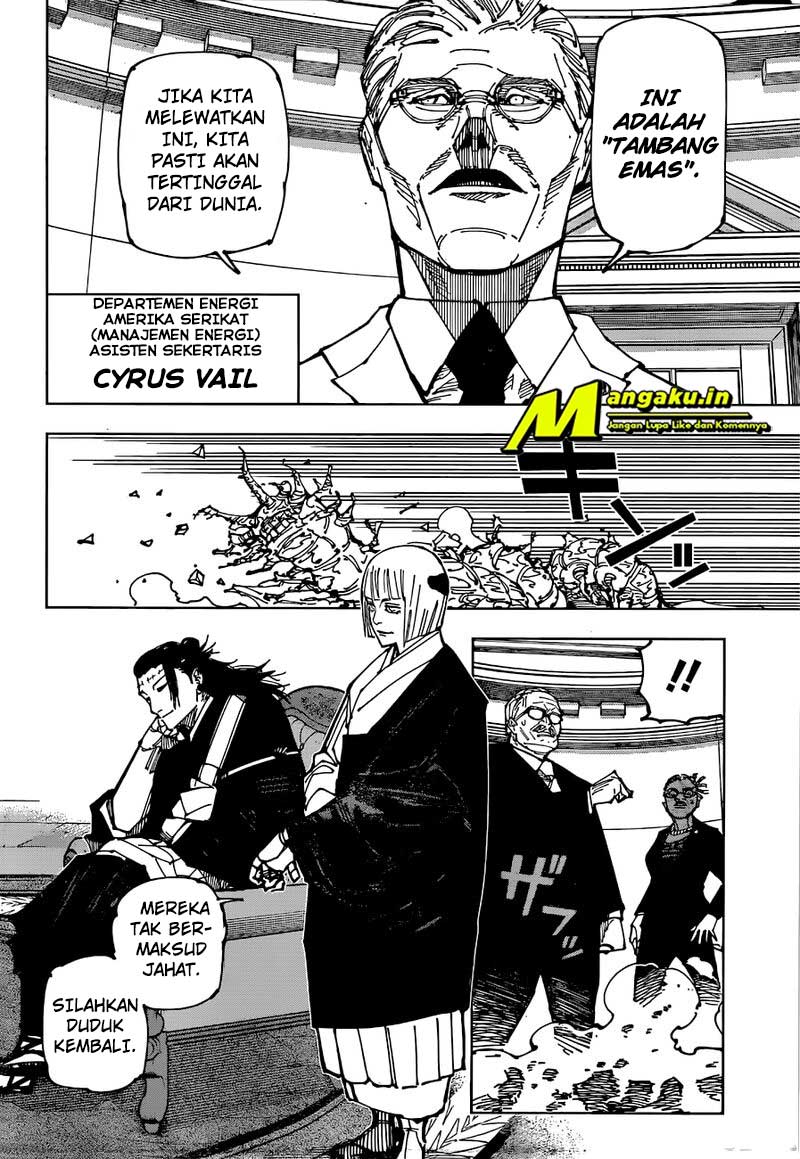 INI
ADALAH
"TAMBANG
EMAS".
JIKA KITA
MELEWATKAN
INI, KITA
PASTI AKAN
TERTINGGAL
DARI DUNIA.
DEPARTEMEN ENERGI
AMERIKA SERIKAT
(MANAJEMEN ENERGI)
ASISTEN SEKERTARIS
CYRUS VAIL
Mangaku.in
Jangan Lupa Like dan Komennya
キィン
!!
ザワッ
MEREKA
TAK BER-
MAKSUD
JAHAT.
SILAHKAN
DUDUK
KEMBALI.